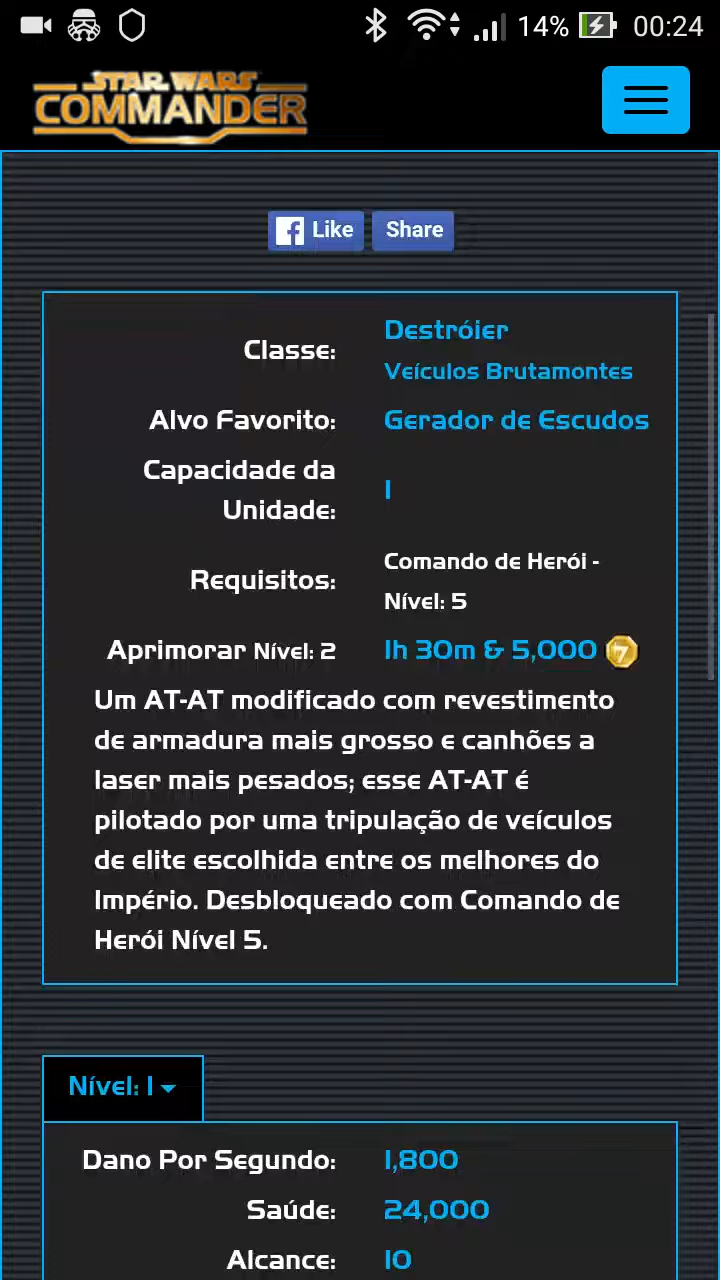 14% 00:24
STAR WARS
COMMANDER
Like Share
Classe: Destróier
Veículos Brutamontes
Alvo Favorito: Gerador de Escudos
Capacidade da
Unidade: 1
Requisitos: Comando de Herói -
Nível: 5
Aprimorar Nível: 2 1h 30m & 5,000
Um AT-AT modificado com revestimento
de armadura mais grosso e canhões a
laser mais pesados; esse AT-AT é
pilotado por uma tripulação de veículos
de elite escolhida entre os melhores do
Império. Desbloqueado com Comando de
Herói Nível 5.
Nível: 1
Dano Por Segundo: 1,800
Saúde: 24,000
Alcance: 10